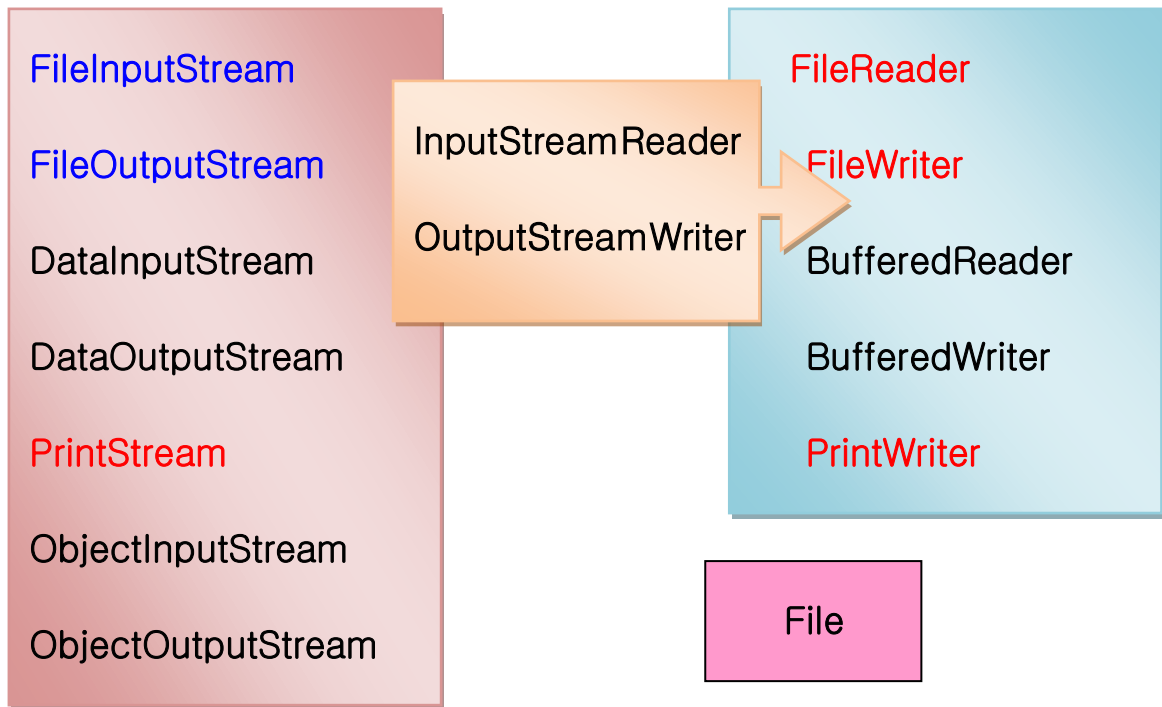 FileInputStream
FileOutputStream
DataInputStream
DataOutputStream
PrintStream
ObjectInputStream
ObjectOutputStream
InputStreamReader
OutputStreamWriter
FileReader
FileWriter
BufferedReader
BufferedWriter
PrintWriter
File